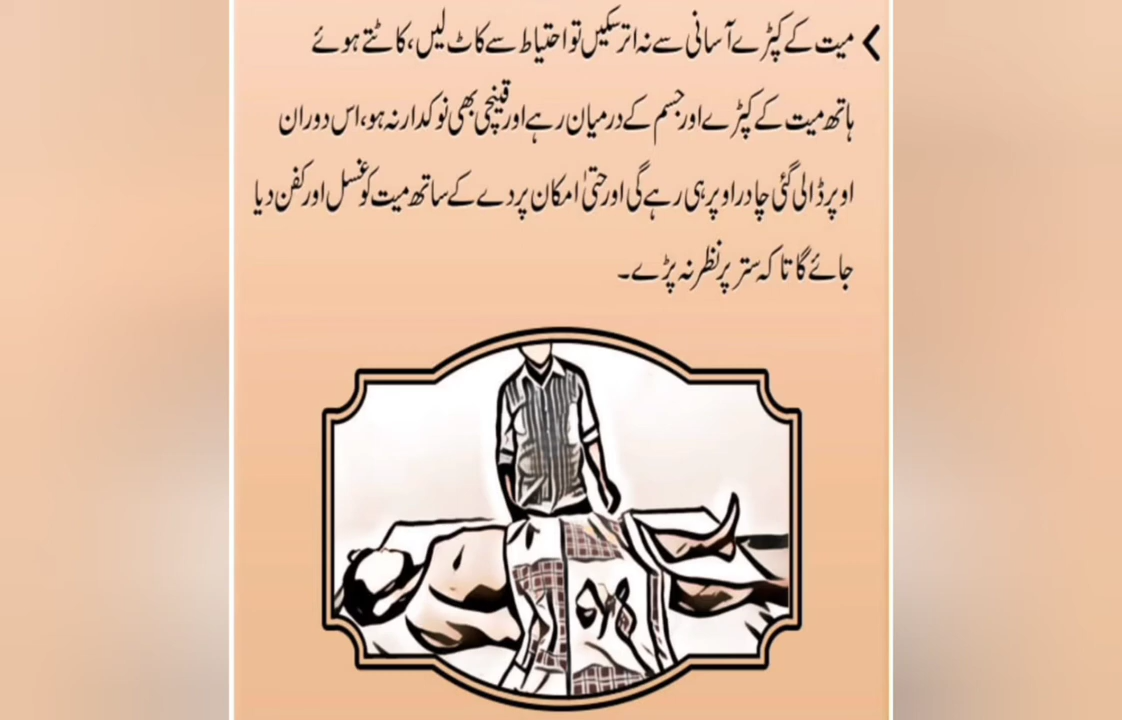 میت کے کپڑے آسانی سے نہ اتر سکیں تو احتیاط سے کاٹ لیں، کاٹتے ہوئے
ہاتھ میت کے کپڑے اور جسم کے درمیان رہے اور قینچی بھی نوکدار نہ ہو، اس دوران
اوپر ڈالی گئی چادر اوپر ہی رہے گی اور حتیٰ امکان پردے کے ساتھ میت کو غسل اور کفن دیا
جائے گا تا کہ ستر پر نظر نہ پڑے۔